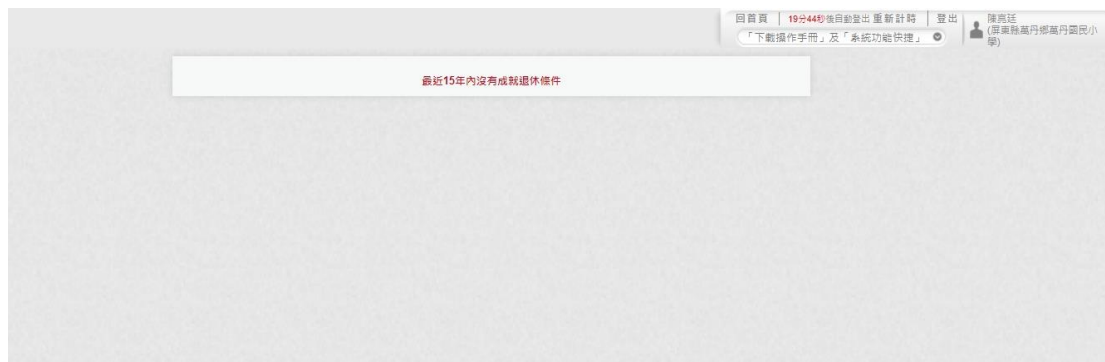 回首頁 19分44秒後自動登出 重新計時 登出
「下載操作手冊」及「系統功能快捷」
陳亮廷
(屏東縣萬丹鄉萬丹國民小
學)
最近15年內沒有成就退休條件